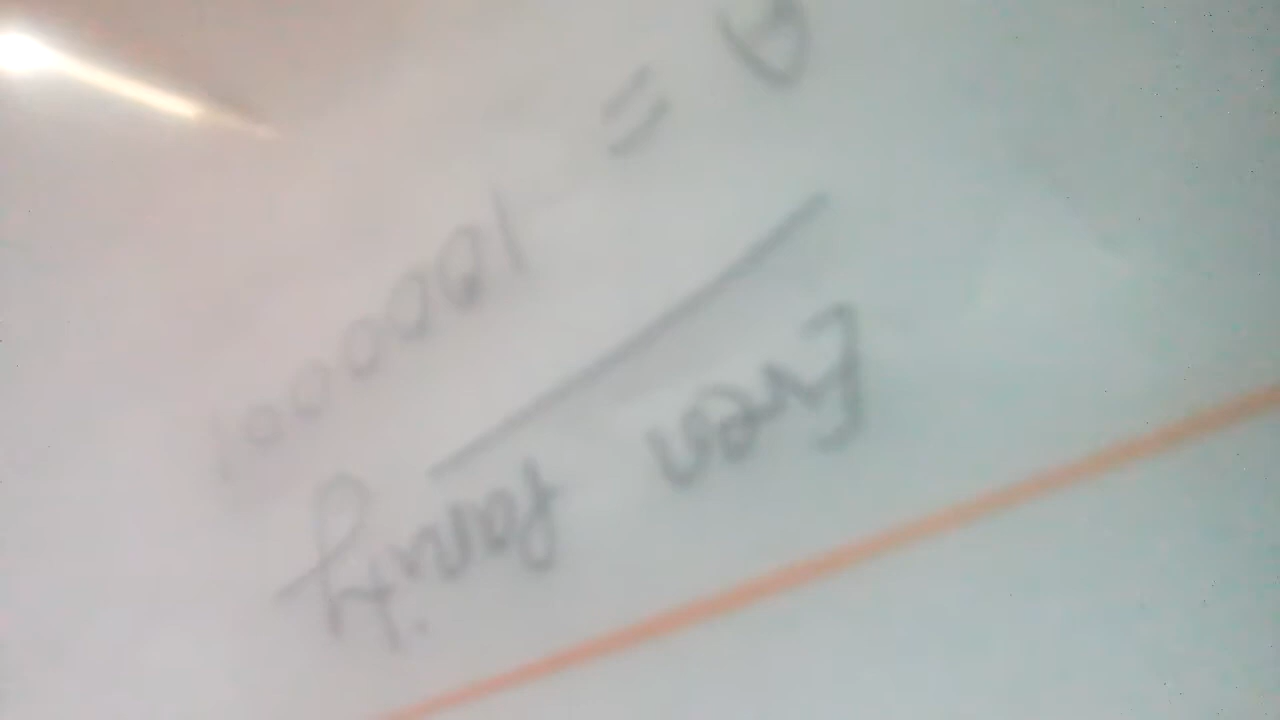 Even Parity
A = 1000001